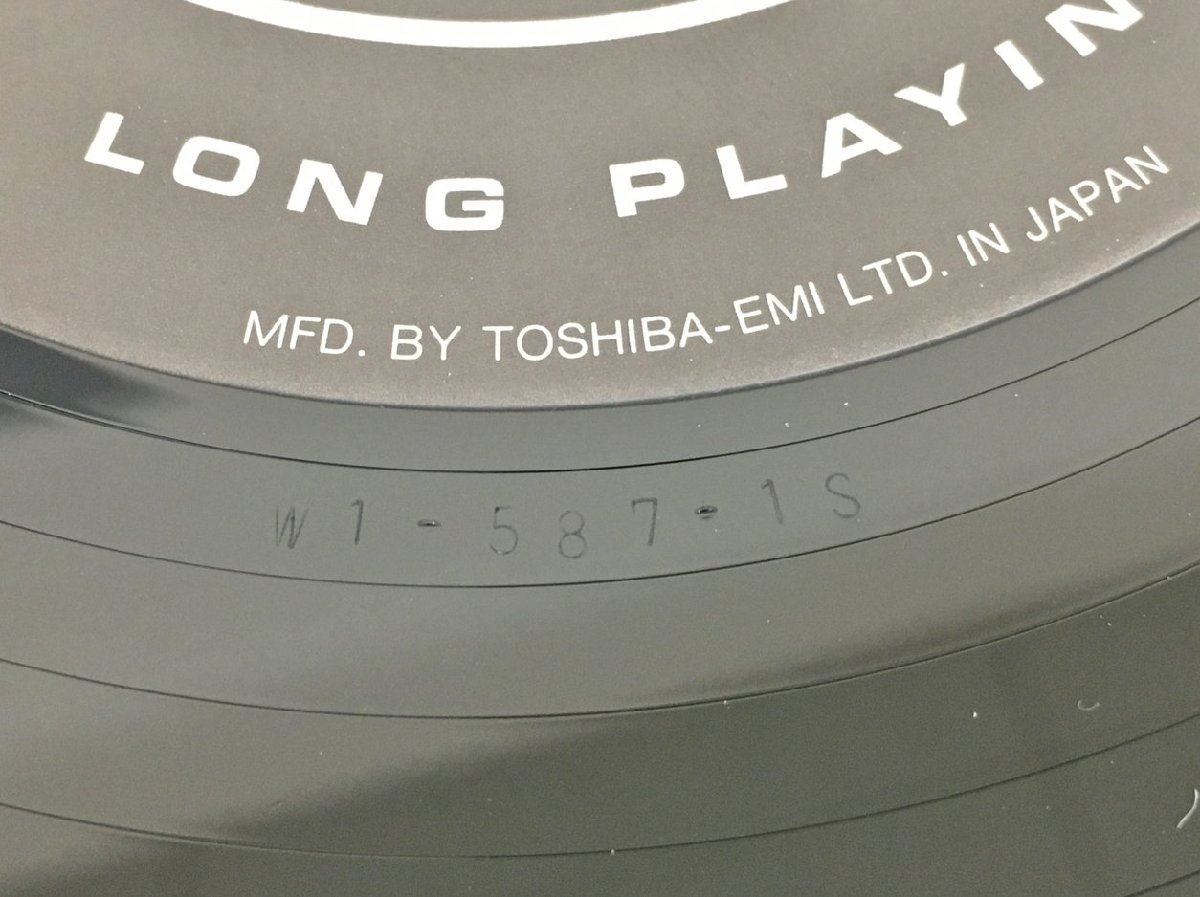 LONG PLAYIN
MFD. BY TOSHIBA-EMI LTD. IN JAPAN
W1-587-1S